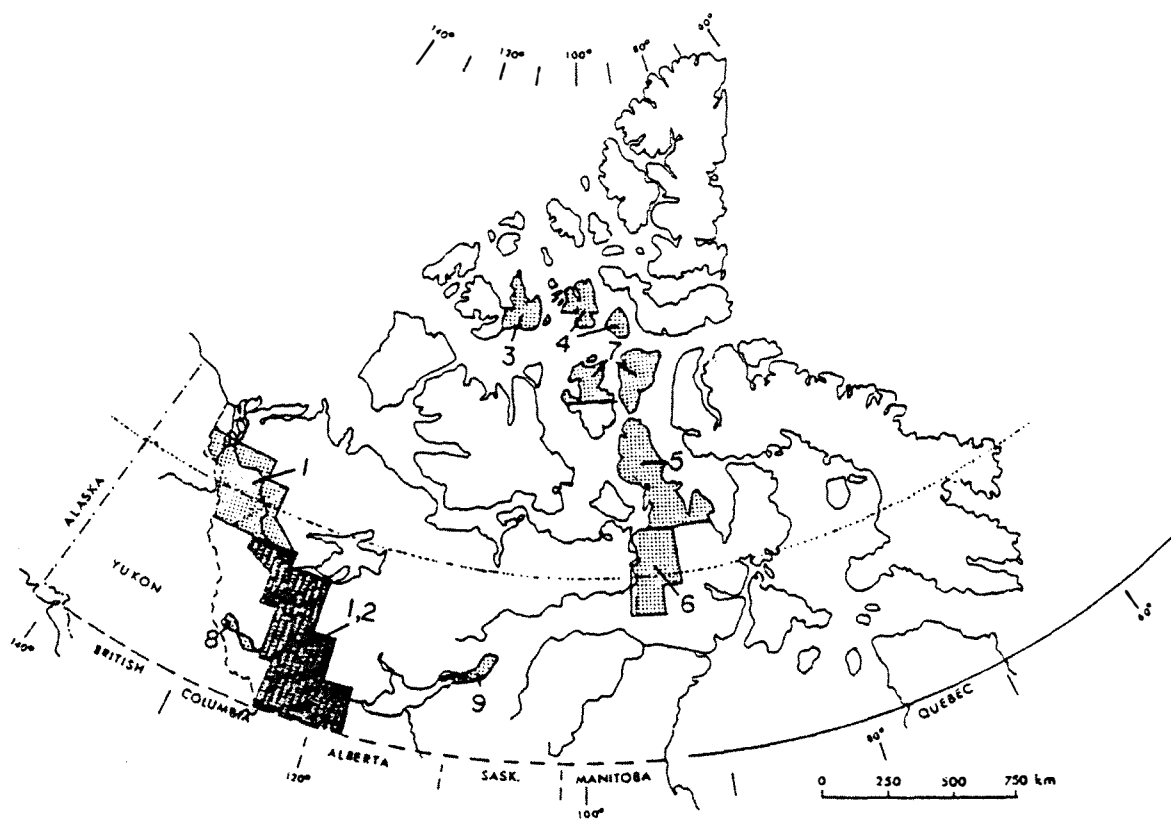 140°
120°
100°
80°
60°
3
4
7
1
5
ALASKA
YUKON
1,2
6
8
9
140°
BRITISH
COLUMBIA
120°
ALBERTA
SASK.
MANITOBA
100°
QUEBEC
80°
60°
0 250 500 750 km